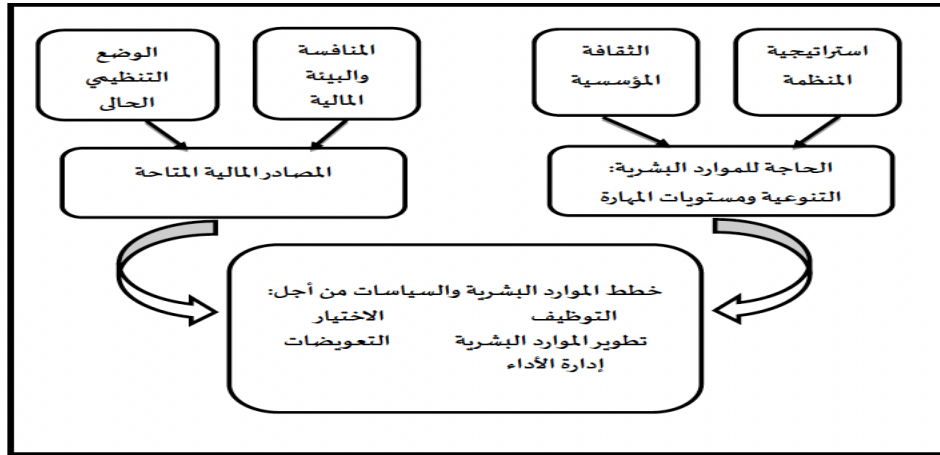 استراتيجية
المنظمة
الثقافة
المؤسسية
المنافسة
والبيئة
المالية
الوضع
التنظيمي
الحالى
الحاجة للموارد البشرية:
التنوعية ومستويات المهارة
المصادر المالية المتاحة
خطط الموارد البشرية والسياسات من أجل:
التوظيف الاختيار
تطوير الموارد البشرية التعويضات
إدارة الأداء